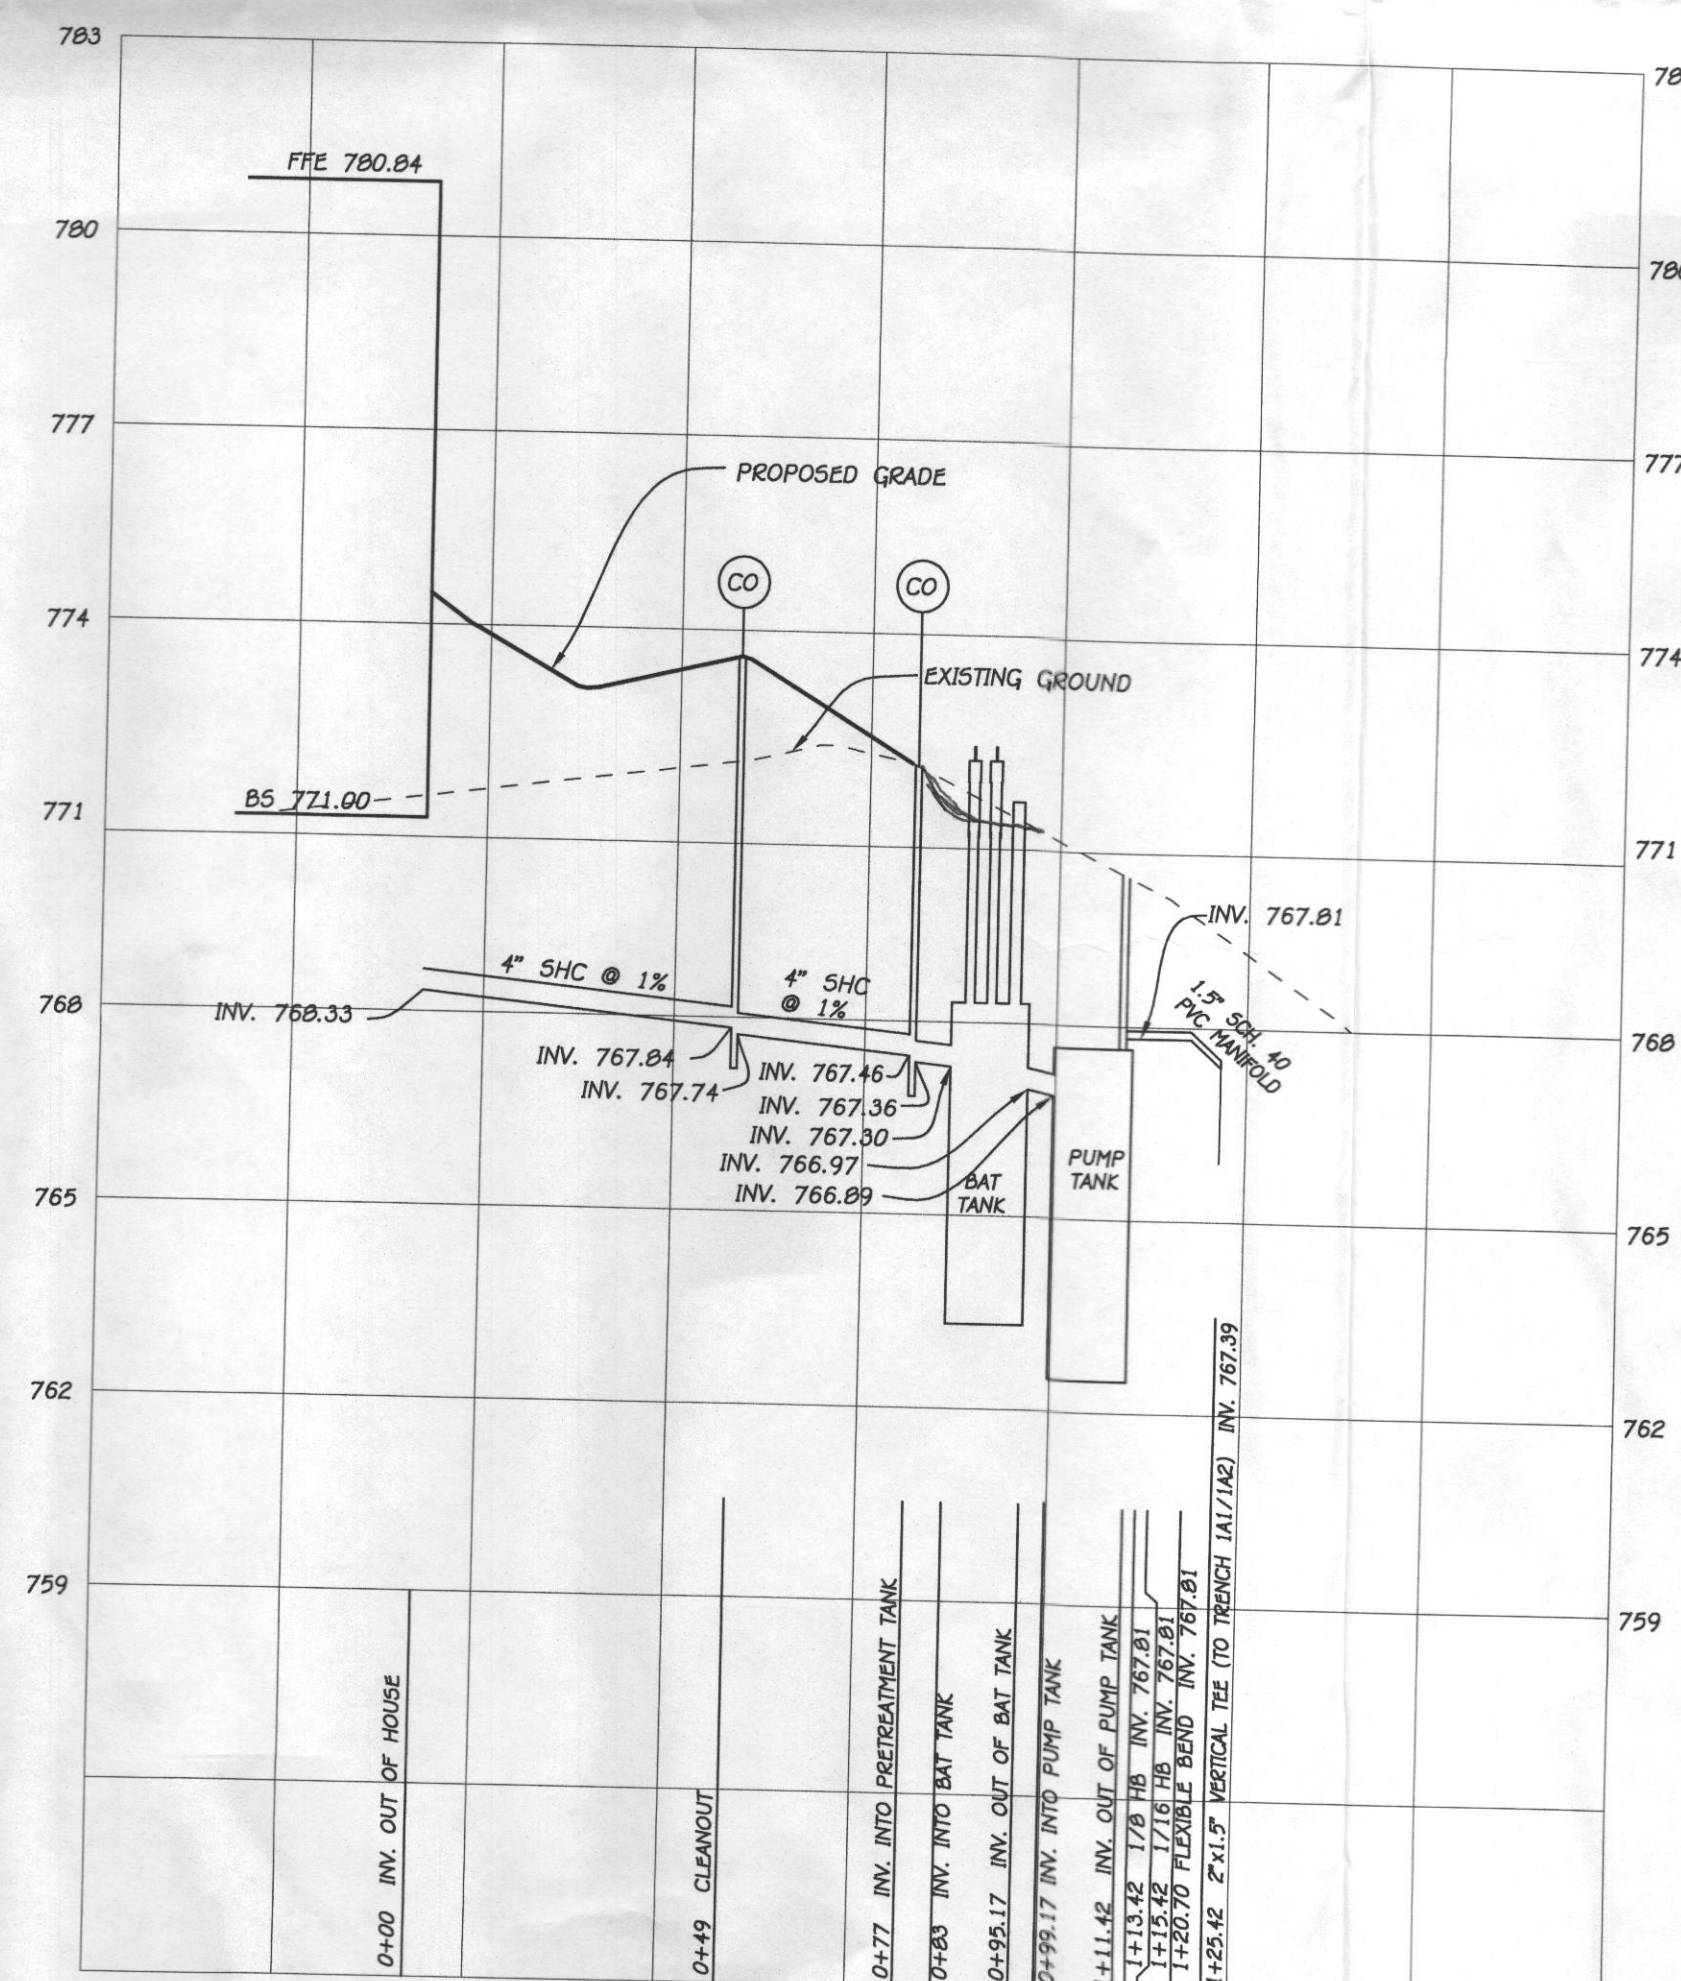 783
78
FFE 780.84
780
780
777
777
PROPOSED GRADE
CO
CO
774
774
EXISTING GROUND
771
BS 771.00
771
INV. 767.81
4" SHC @ 1%
4" SHC
@ 1%
1.5" SCH. 40
PVC MANIFOLD
768
768
INV. 768.33
INV. 767.84
INV. 767.74
INV. 767.46
INV. 767.36
INV. 767.30
INV. 766.97
INV. 766.89
BAT
TANK
PUMP
TANK
765
765
762
762
759
759
0+00 INV. OUT OF HOUSE
0+49 CLEANOUT
0+77 INV. INTO PRETREATMENT TANK
0+83 INV. INTO BAT TANK
0+95.17 INV. OUT OF BAT TANK
0+99.17 INV. INTO PUMP TANK
1+11.42 INV. OUT OF PUMP TANK
1+13.42 1/8 HB INV. 767.81
1+15.42 1/16 HB INV. 767.81
1+20.70 FLEXIBLE BEND INV. 767.81
1+25.42 2"x1.5" VERTICAL TEE (TO TRENCH 1A1/1A2) INV. 767.39